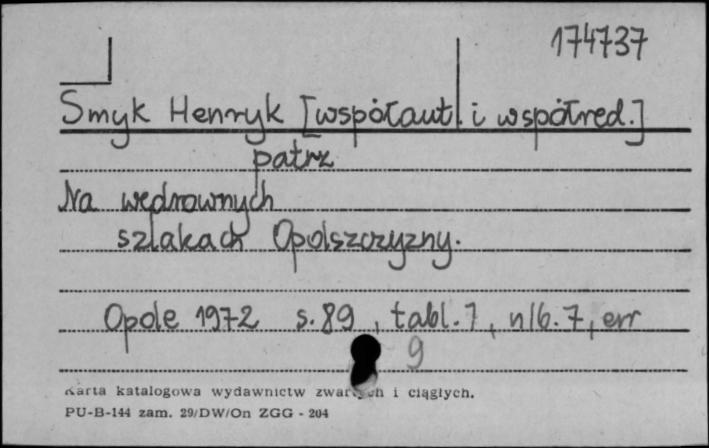 174737
Smyk Henryk [współaut. i współred.]
patrz
Na wędrownych
szlakach Opolszczyzny.
Opole 1972 s. 89, tabl. 7, nlb. 7, err
9
Karta katalogowa wydawnictw zwartych i ciągłych.
PU-B-144 zam. 29/DW/On ZGG - 204